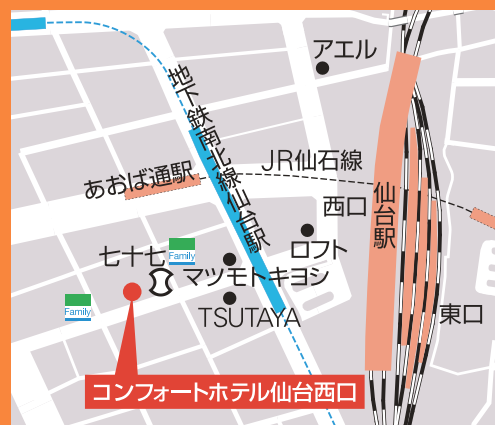 アエル
地下鉄南北線仙台駅
JR仙石線
あおば通駅
西口
仙台駅
ロフト
七十七
Family
マツモトキヨシ
Family
TSUTAYA
東口
コンフォートホテル仙台西口